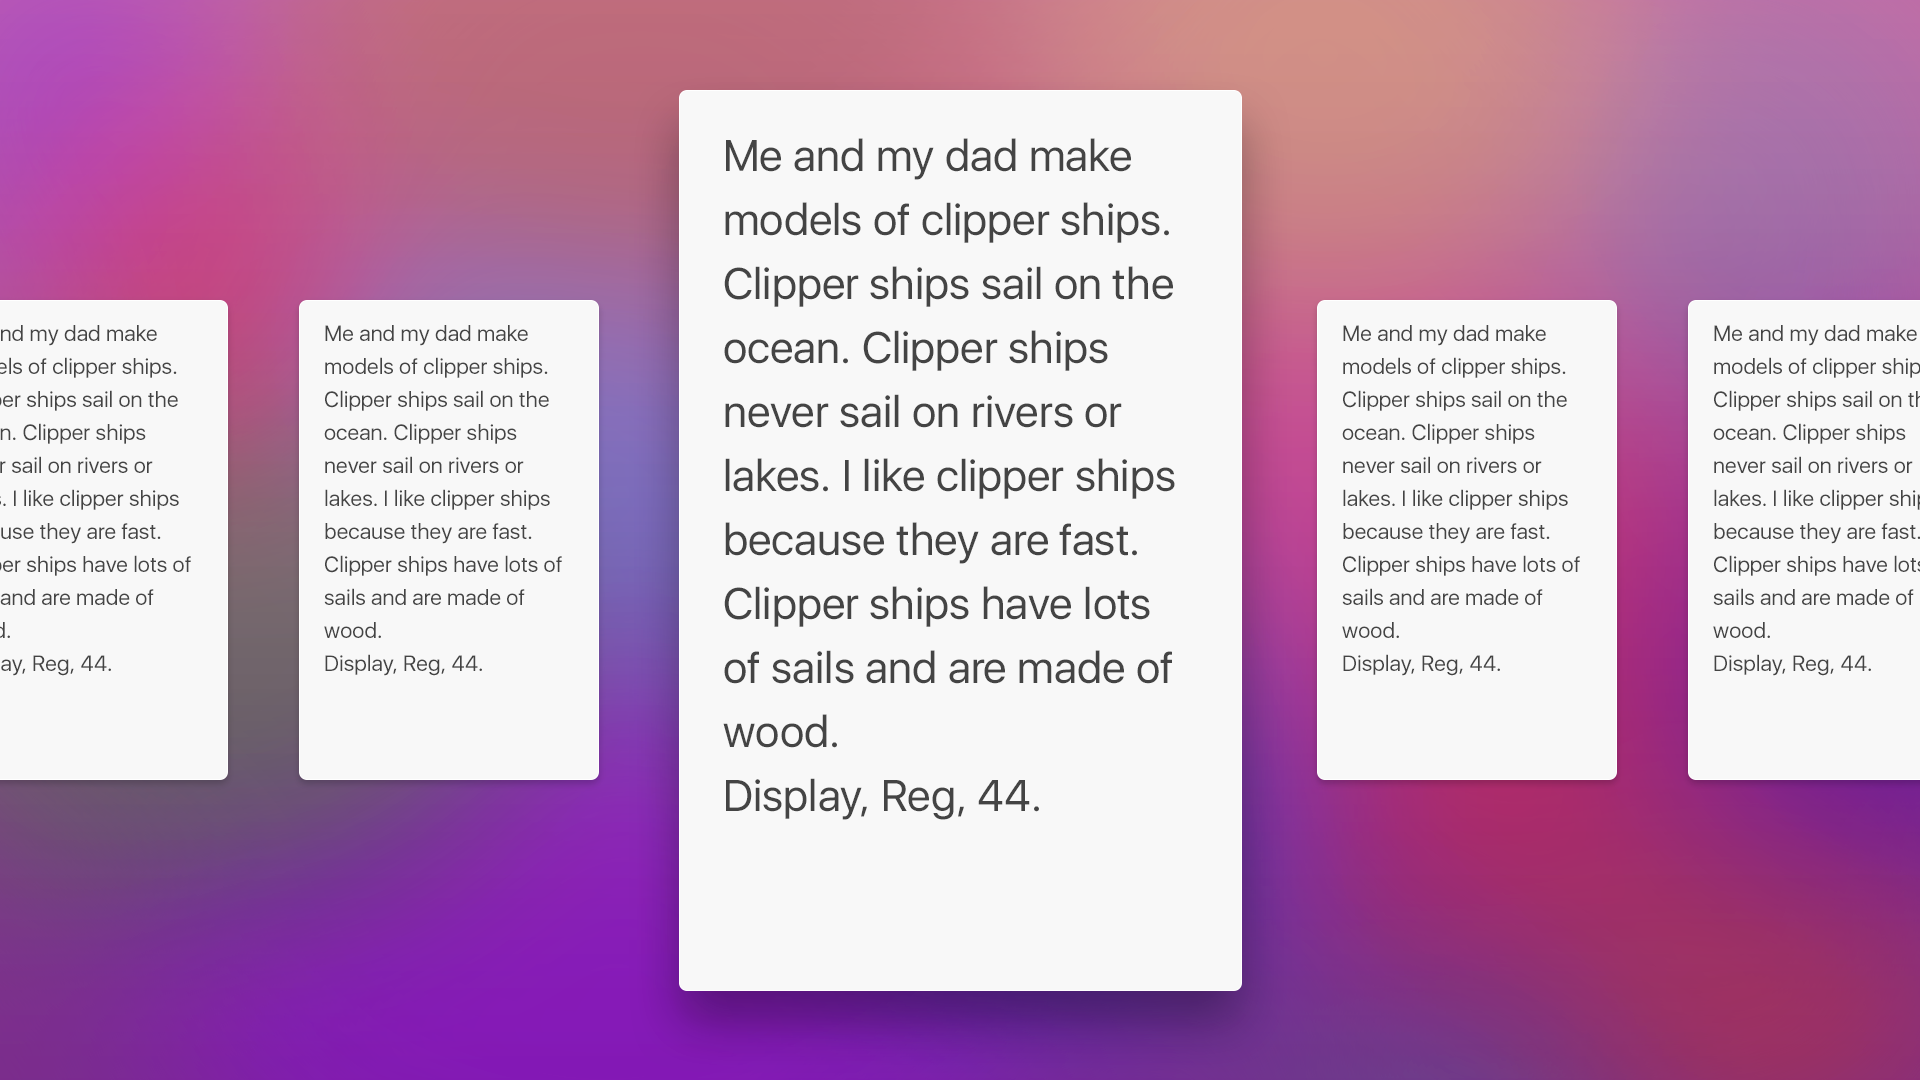 nd my dad make
els of clipper ships.
er ships sail on the
n. Clipper ships
r sail on rivers or
s. I like clipper ships
use they are fast.
er ships have lots of
and are made of
d.
ay, Reg, 44.
Me and my dad make
models of clipper ships.
Clipper ships sail on the
ocean. Clipper ships
never sail on rivers or
lakes. I like clipper ships
because they are fast.
Clipper ships have lots of
sails and are made of
wood.
Display, Reg, 44.
Me and my dad make
models of clipper ships.
Clipper ships sail on the
ocean. Clipper ships
never sail on rivers or
lakes. I like clipper ships
because they are fast.
Clipper ships have lots
of sails and are made of
wood.
Display, Reg, 44.
Me and my dad make
models of clipper ships.
Clipper ships sail on the
ocean. Clipper ships
never sail on rivers or
lakes. I like clipper ships
because they are fast.
Clipper ships have lots of
sails and are made of
wood.
Display, Reg, 44.
Me and my dad make
models of clipper ship
Clipper ships sail on th
ocean. Clipper ships
never sail on rivers or
lakes. I like clipper ship
because they are fast.
Clipper ships have lots
sails and are made of
wood.
Display, Reg, 44.